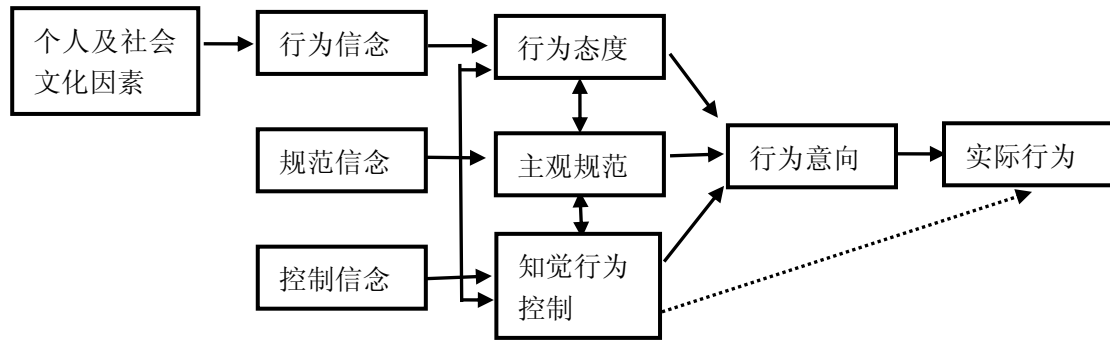 个人及社会
文化因素
行为信念
行为态度
规范信念
主观规范
行为意向
实际行为
控制信念
知觉行为
控制